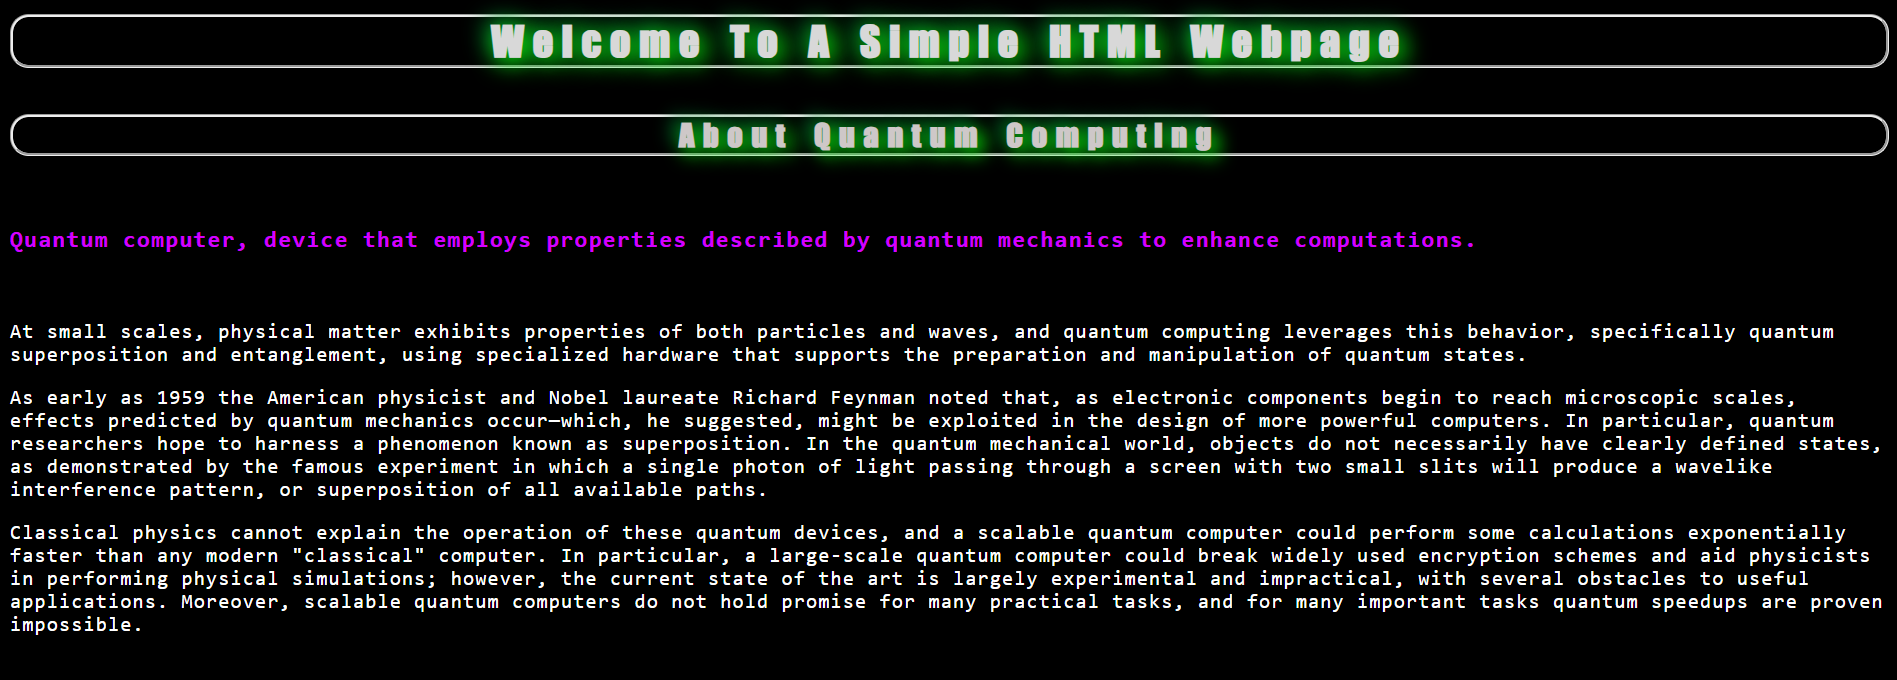 Welcome To A Simple HTML Webpage
About Quantum Computing
Quantum computer, device that employs properties described by quantum mechanics to enhance computations.
At small scales, physical matter exhibits properties of both particles and waves, and quantum computing leverages this behavior, specifically quantum
superposition and entanglement, using specialized hardware that supports the preparation and manipulation of quantum states.
As early as 1959 the American physicist and Nobel laureate Richard Feynman noted that, as electronic components begin to reach microscopic scales,
effects predicted by quantum mechanics occur—which, he suggested, might be exploited in the design of more powerful computers. In particular, quantum
researchers hope to harness a phenomenon known as superposition. In the quantum mechanical world, objects do not necessarily have clearly defined states,
as demonstrated by the famous experiment in which a single photon of light passing through a screen with two small slits will produce a wavelike
interference pattern, or superposition of all available paths.
Classical physics cannot explain the operation of these quantum devices, and a scalable quantum computer could perform some calculations exponentially
faster than any modern "classical" computer. In particular, a large-scale quantum computer could break widely used encryption schemes and aid physicists
in performing physical simulations; however, the current state of the art is largely experimental and impractical, with several obstacles to useful
applications. Moreover, scalable quantum computers do not hold promise for many practical tasks, and for many important tasks quantum speedups are proven
impossible.